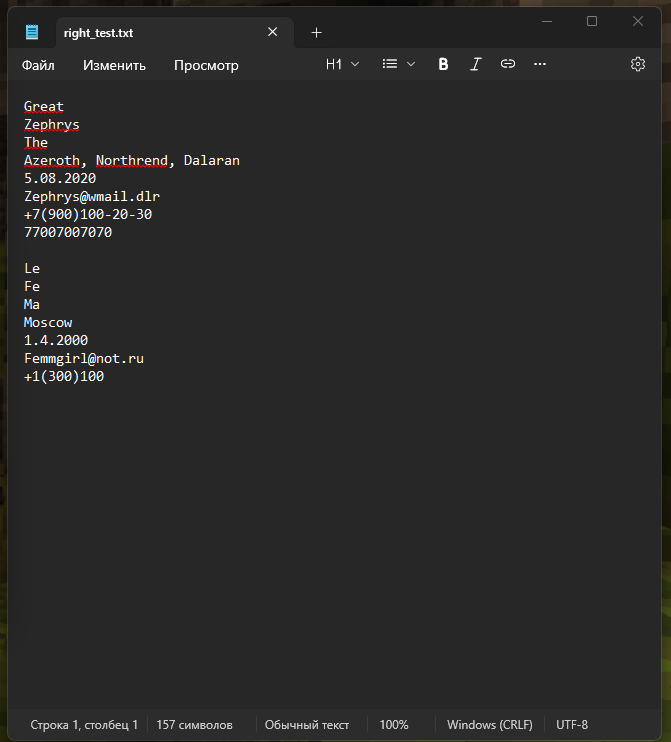 right_test.txt
Файл Изменить Просмотр H1 B I
Great
Zephrys
The
Azeroth, Northrend, Dalaran
5.08.2020
Zephrys@wmail.dlr
+7(900)100-20-30
77007007070
Le
Fe
Ma
Moscow
1.4.2000
Femmgirl@not.ru
+1(300)100
Строка 1, столбец 1 157 символов Обычный текст 100% Windows (CRLF) UTF-8